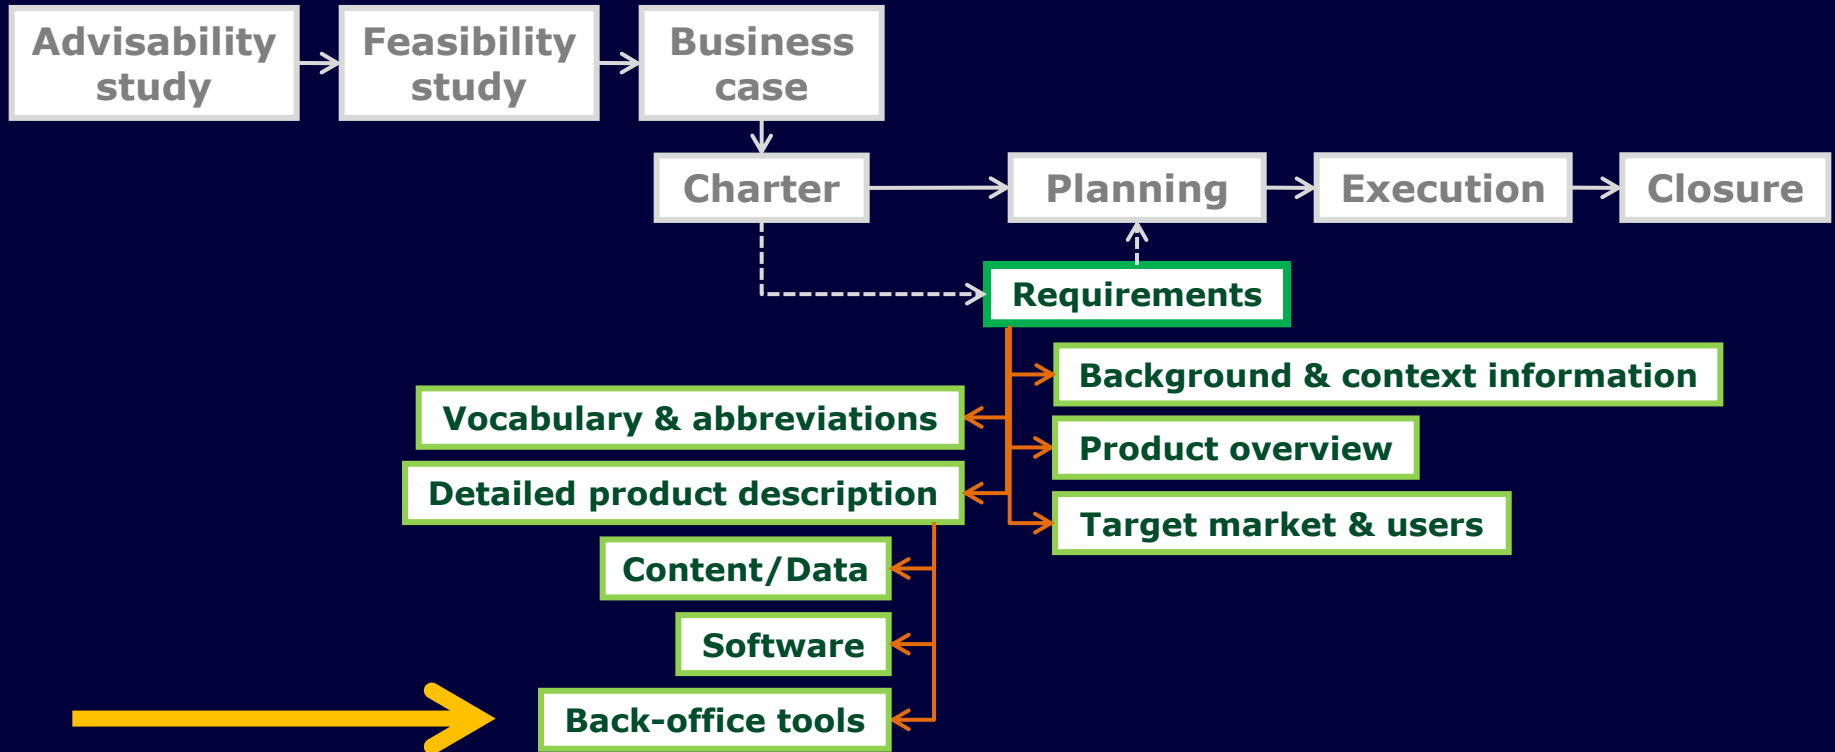 Advisability
study
Feasibility
study
Business
case
Charter
Planning
Execution
Closure
Requirements
Background & context information
Vocabulary & abbreviations
Product overview
Detailed product description
Target market & users
Content/Data
Software
Back-office tools